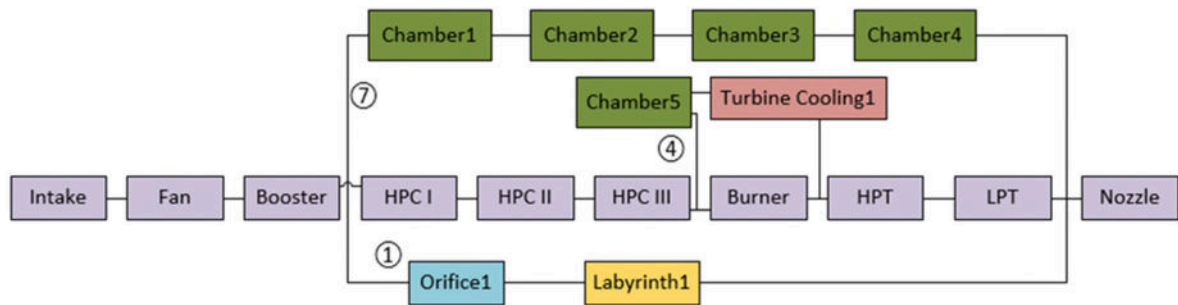 Chamber1 Chamber2 Chamber3 Chamber4
⑦
Chamber5 Turbine Cooling1
④
Intake Fan Booster HPC I HPC II HPC III Burner HPT LPT Nozzle
①
Orifice1 Labyrinth1